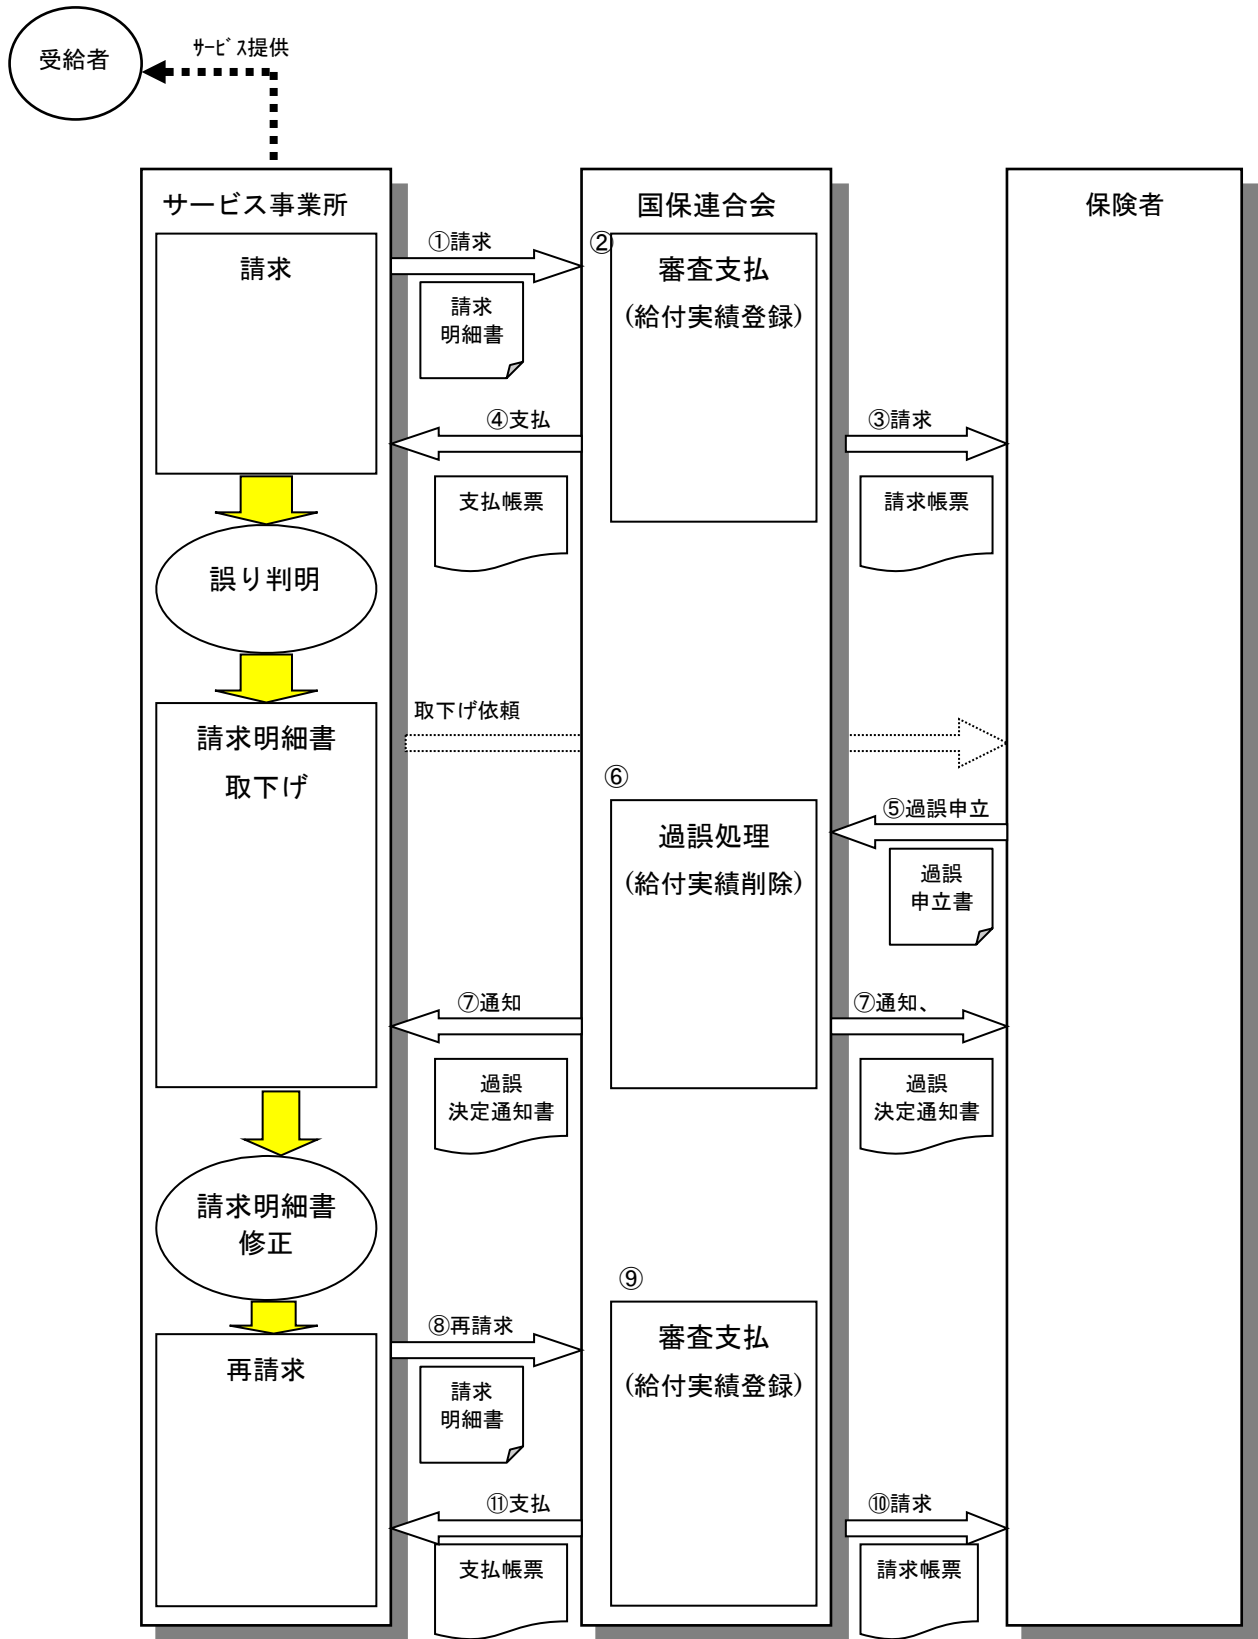 受給者
ｻｰﾋﾞｽ提供
サービス事業所
国保連合会
保険者
請求
①請求
請求
明細書
②
審査支払
(給付実績登録)
④支払
支払帳票
③請求
請求帳票
誤り判明
請求明細書
取下げ
取下げ依頼
⑥
過誤処理
(給付実績削除)
⑤過誤申立
過誤
申立書
⑦通知
過誤
決定通知書
⑦通知、
過誤
決定通知書
請求明細書
修正
再請求
⑧再請求
請求
明細書
⑨
審査支払
(給付実績登録)
⑪支払
支払帳票
⑩請求
請求帳票